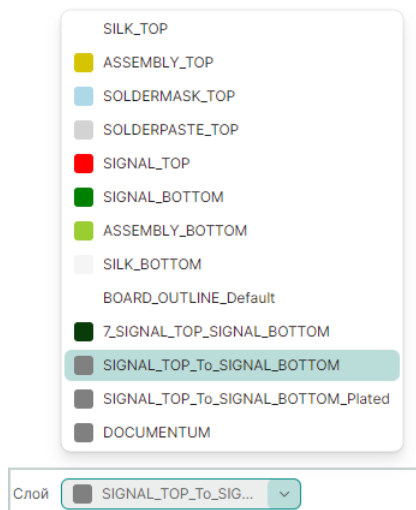 SILK_TOP
ASSEMBLY_TOP
SOLDERMASK_TOP
SOLDERPASTE_TOP
SIGNAL_TOP
SIGNAL_BOTTOM
ASSEMBLY_BOTTOM
SILK_BOTTOM
BOARD_OUTLINE_Default
7_SIGNAL_TOP_SIGNAL_BOTTOM
SIGNAL_TOP_To_SIGNAL_BOTTOM
SIGNAL_TOP_To_SIGNAL_BOTTOM_Plated
DOCUMENTUM
Слой SIGNAL_TOP_To_SIG...